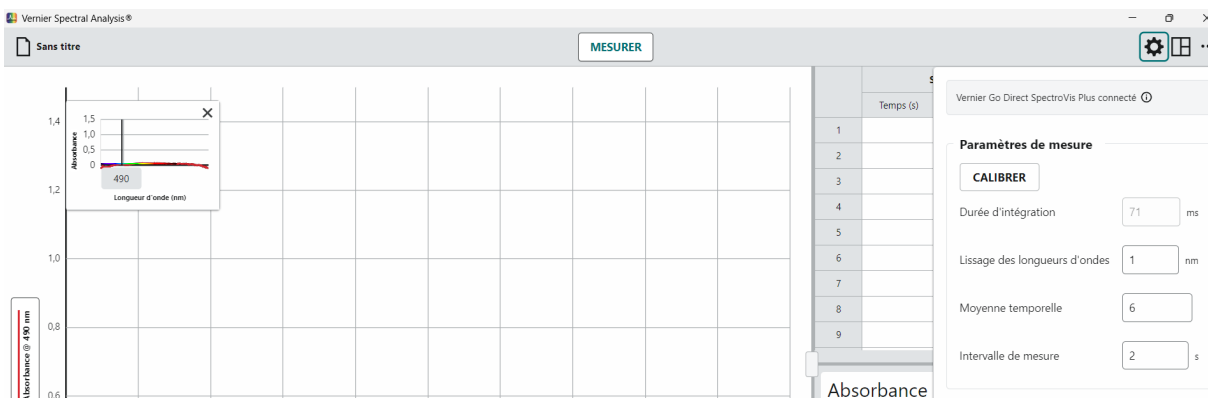 Vernier Spectral Analysis®
Sans titre
MESURER
1,5
1,0
0,5
0
Absorbance
490
Longueur d'onde (nm)
1,4
1,2
1,0
0,8
0,6
Absorbance @ 490 nm
S
Temps (s)
1
2
3
4
5
6
7
8
9
Absorbance
Vernier Go Direct SpectroVis Plus connecté
Paramètres de mesure
CALIBRER
Durée d'intégration 71 ms
Lissage des longueurs d'ondes 1 nm
Moyenne temporelle 6
Intervalle de mesure 2 s